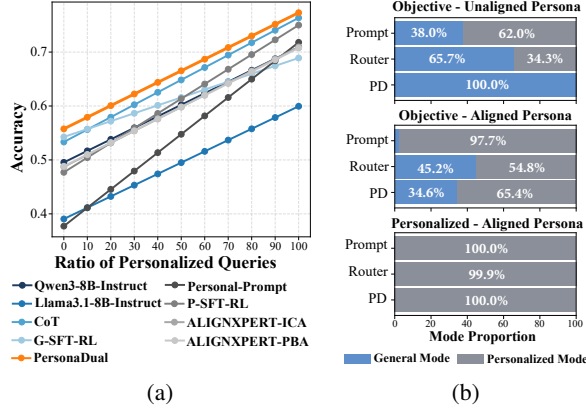 (a)
Accuracy
0.7
0.6
0.5
0.4
0 10 20 30 40 50 60 70 80 90 100
Ratio of Personalized Queries
Qwen3-8B-Instruct
Llama3.1-8B-Instruct
CoT
G-SFT-RL
PersonaDual
Personal-Prompt
P-SFT-RL
ALIGNXPERT-ICA
ALIGNXPERT-PBA
(a)
(b)
Objective - Unaligned Persona
Prompt 38.0% 62.0%
Router 65.7% 34.3%
PD 100.0%
Objective - Aligned Persona
Prompt 97.7%
Router 45.2% 54.8%
PD 34.6% 65.4%
Personalized - Aligned Persona
Prompt 100.0%
Router 99.9%
PD 100.0%
0 20 40 60 80 100
Mode Proportion
General Mode Personalized Mode
(b)